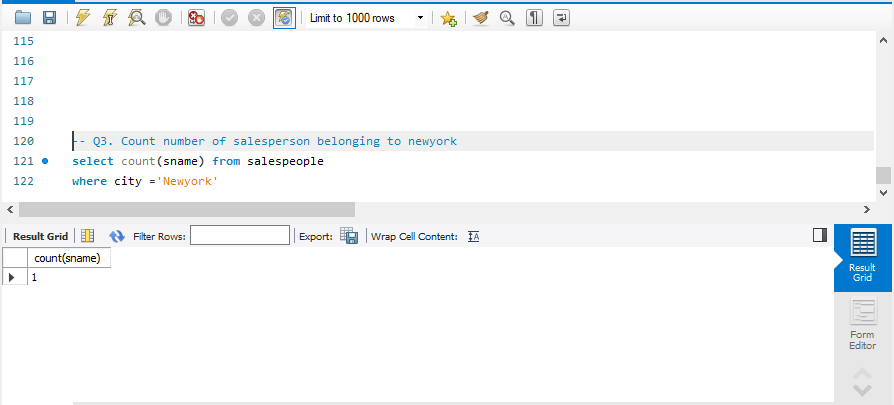 Limit to 1000 rows
115
116
117
118
119
120 -- Q3. Count number of salesperson belonging to newyork
121 select count(sname) from salespeople
122 where city ='Newyork'
Result Grid Filter Rows: Export: Wrap Cell Content:
count(sname)
1
Result
Grid
Form
Editor